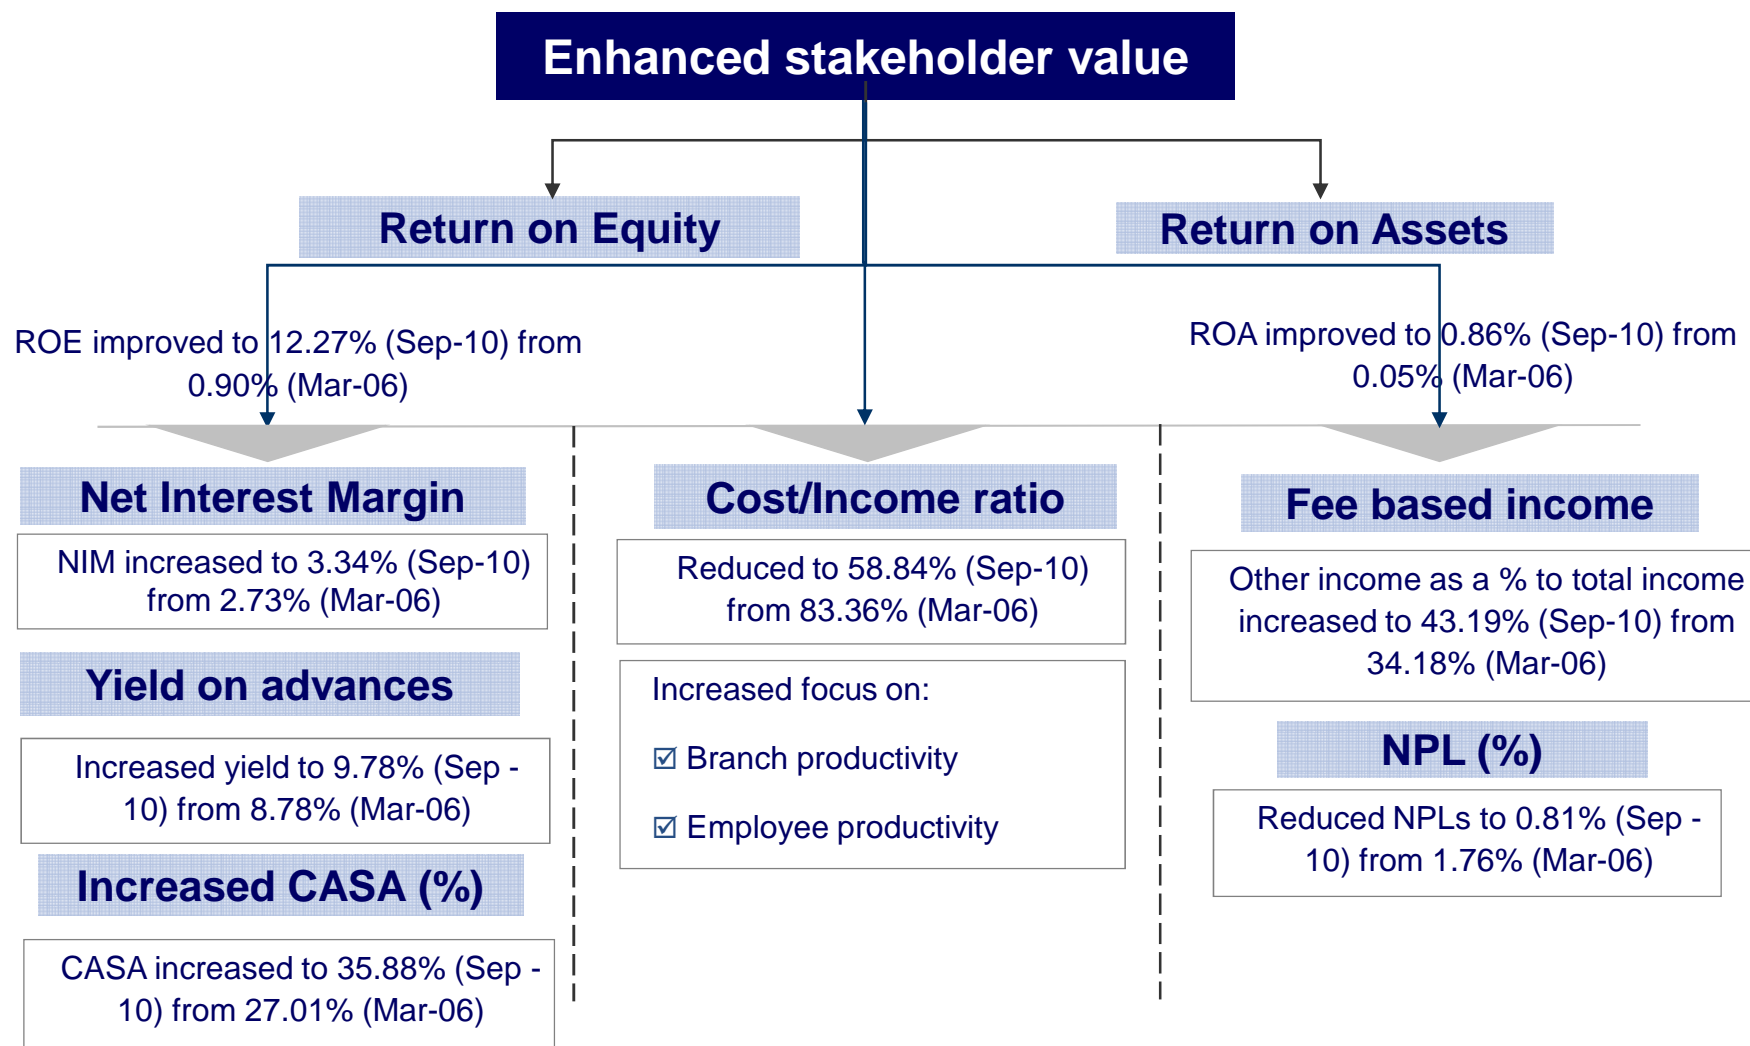 Enhanced stakeholder value
Return on Equity
Return on Assets
ROE improved to 12.27% (Sep-10) from
0.90% (Mar-06)
ROA improved to 0.86% (Sep-10) from
0.05% (Mar-06)
Net Interest Margin
NIM increased to 3.34% (Sep-10)
from 2.73% (Mar-06)
Yield on advances
Increased yield to 9.78% (Sep -
10) from 8.78% (Mar-06)
Increased CASA (%)
CASA increased to 35.88% (Sep -
10) from 27.01% (Mar-06)
Cost/Income ratio
Reduced to 58.84% (Sep-10)
from 83.36% (Mar-06)
Increased focus on:
☑ Branch productivity
☑ Employee productivity
Fee based income
Other income as a % to total income
increased to 43.19% (Sep-10) from
34.18% (Mar-06)
NPL (%)
Reduced NPLs to 0.81% (Sep -
10) from 1.76% (Mar-06)